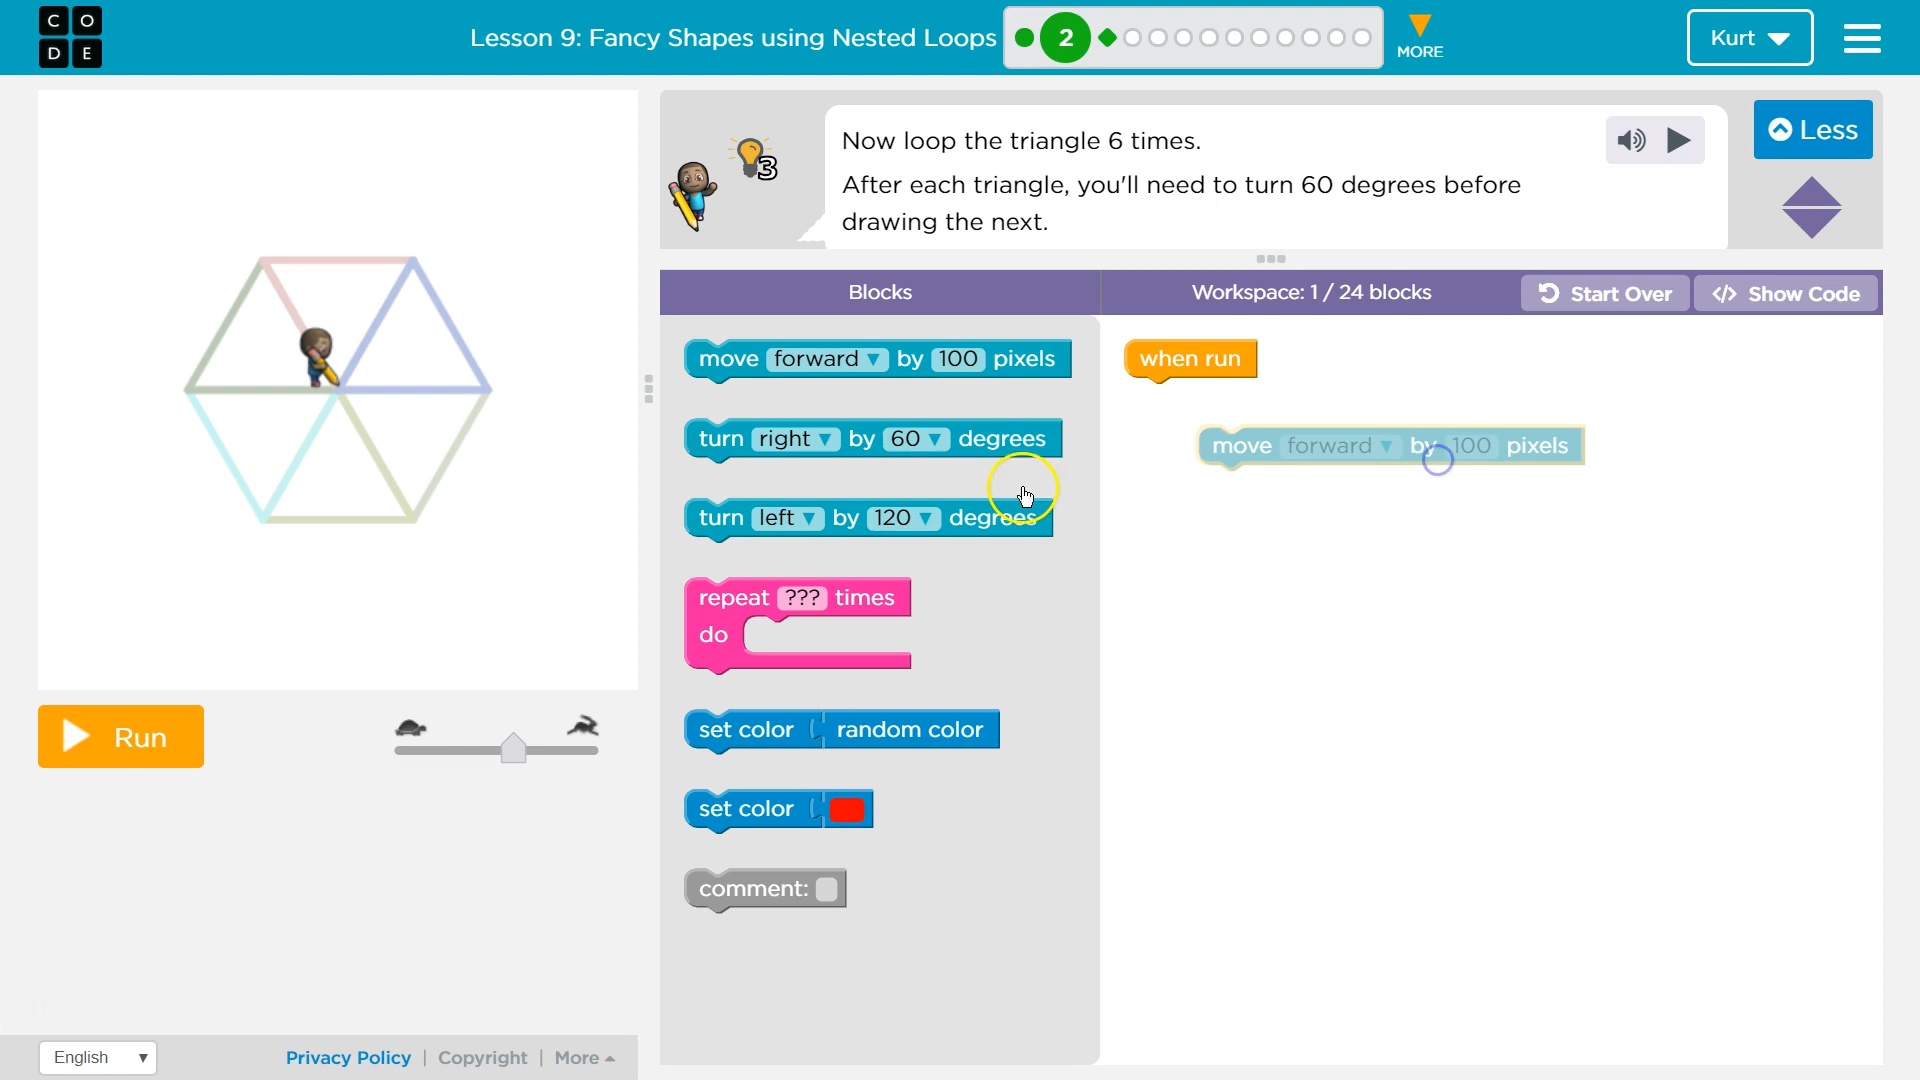 C O
D E
Lesson 9: Fancy Shapes using Nested Loops
2
MORE
Kurt
3
Now loop the triangle 6 times.
After each triangle, you'll need to turn 60 degrees before
drawing the next.
Less
Blocks
Workspace: 1 / 24 blocks
Start Over
</> Show Code
move forward by 100 pixels
turn right by 60 degrees
turn left by 120 degrees
repeat ??? times
do
set color random color
set color
comment:
when run
move forward by 100 pixels
Run
English
Privacy Policy | Copyright | More